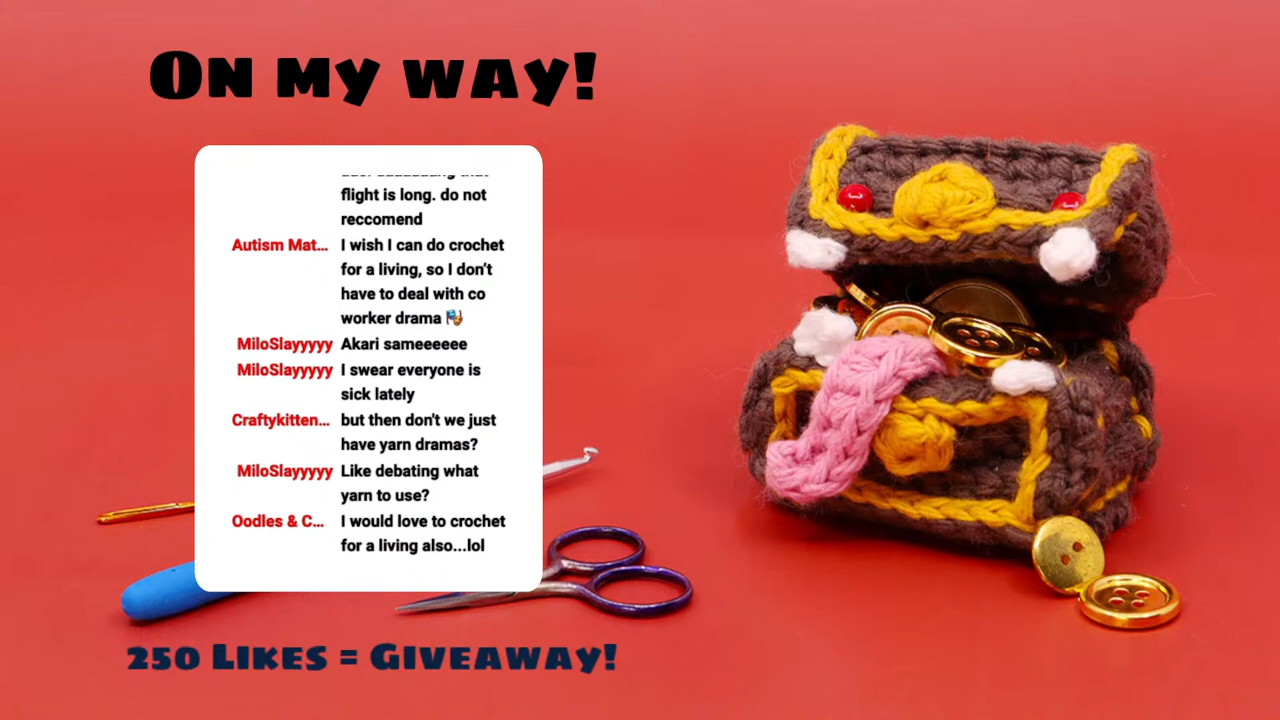 On my way!
flight is long. do not
reccomend
Autism Mat... I wish I can do crochet
for a living, so I don't
have to deal with co
worker drama
MiloSlayyyyy Akari sameeeeee
MiloSlayyyyy I swear everyone is
sick lately
Craftykitten... but then don't we just
have yarn dramas?
MiloSlayyyyy Like debating what
yarn to use?
Oodles & C... I would love to crochet
for a living also...lol
250 Likes = Giveaway!